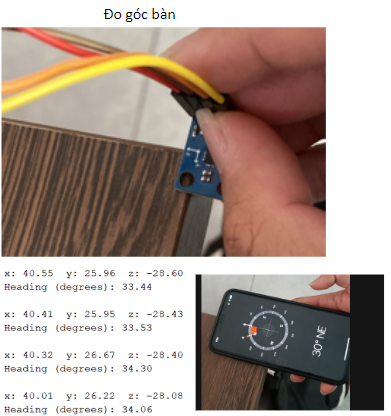 Đo góc bàn
x: 40.55  y: 25.96  z: -28.60
Heading (degrees): 33.44
x: 40.41  y: 25.95  z: -28.43
Heading (degrees): 33.53
x: 40.32  y: 26.67  z: -28.40
Heading (degrees): 34.30
x: 40.01  y: 26.22  z: -28.08
Heading (degrees): 34.06
30° NE